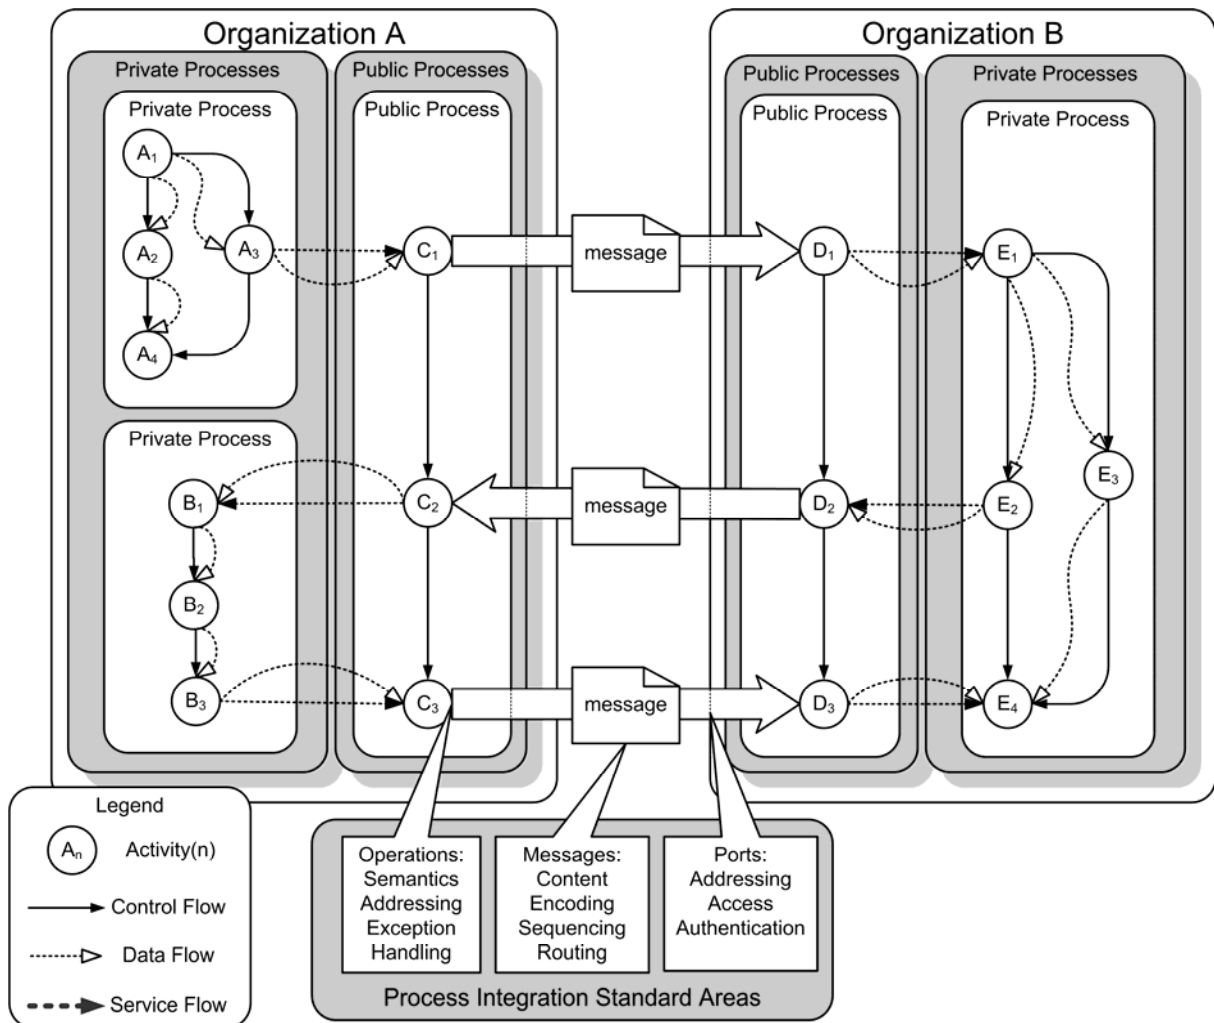 Organization A
Private Processes
Private Process
A1
A2
A3
A4
Private Process
B1
B2
B3
Public Processes
Public Process
C1
C2
C3
message
message
message
Organization B
Public Processes
Public Process
D1
D2
D3
Private Processes
Private Process
E1
E2
E3
E4
Legend
An
Activity(n)
Control Flow
Data Flow
Service Flow
Operations:
Semantics
Addressing
Exception
Handling
Messages:
Content
Encoding
Sequencing
Routing
Ports:
Addressing
Access
Authentication
Process Integration Standard Areas